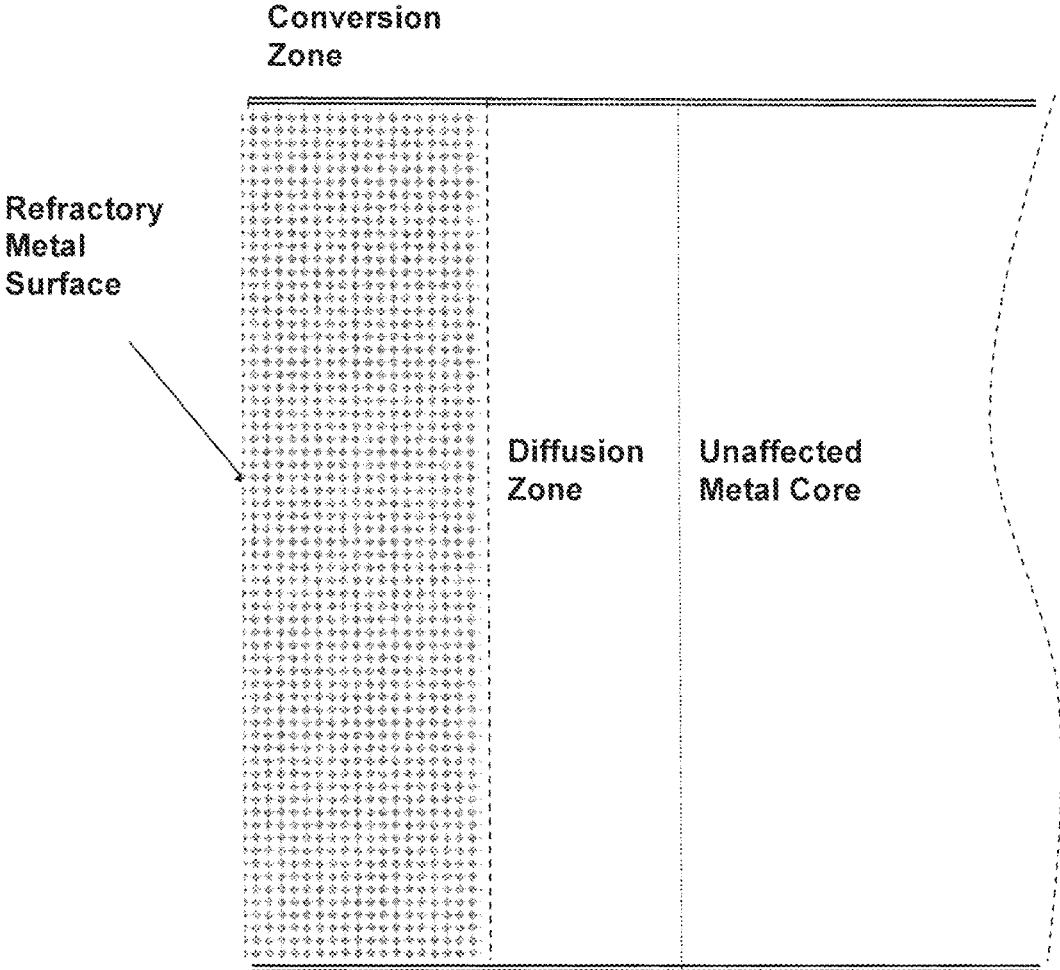 Conversion
Zone
Refractory
Metal
Surface
Diffusion
Zone
Unaffected
Metal Core